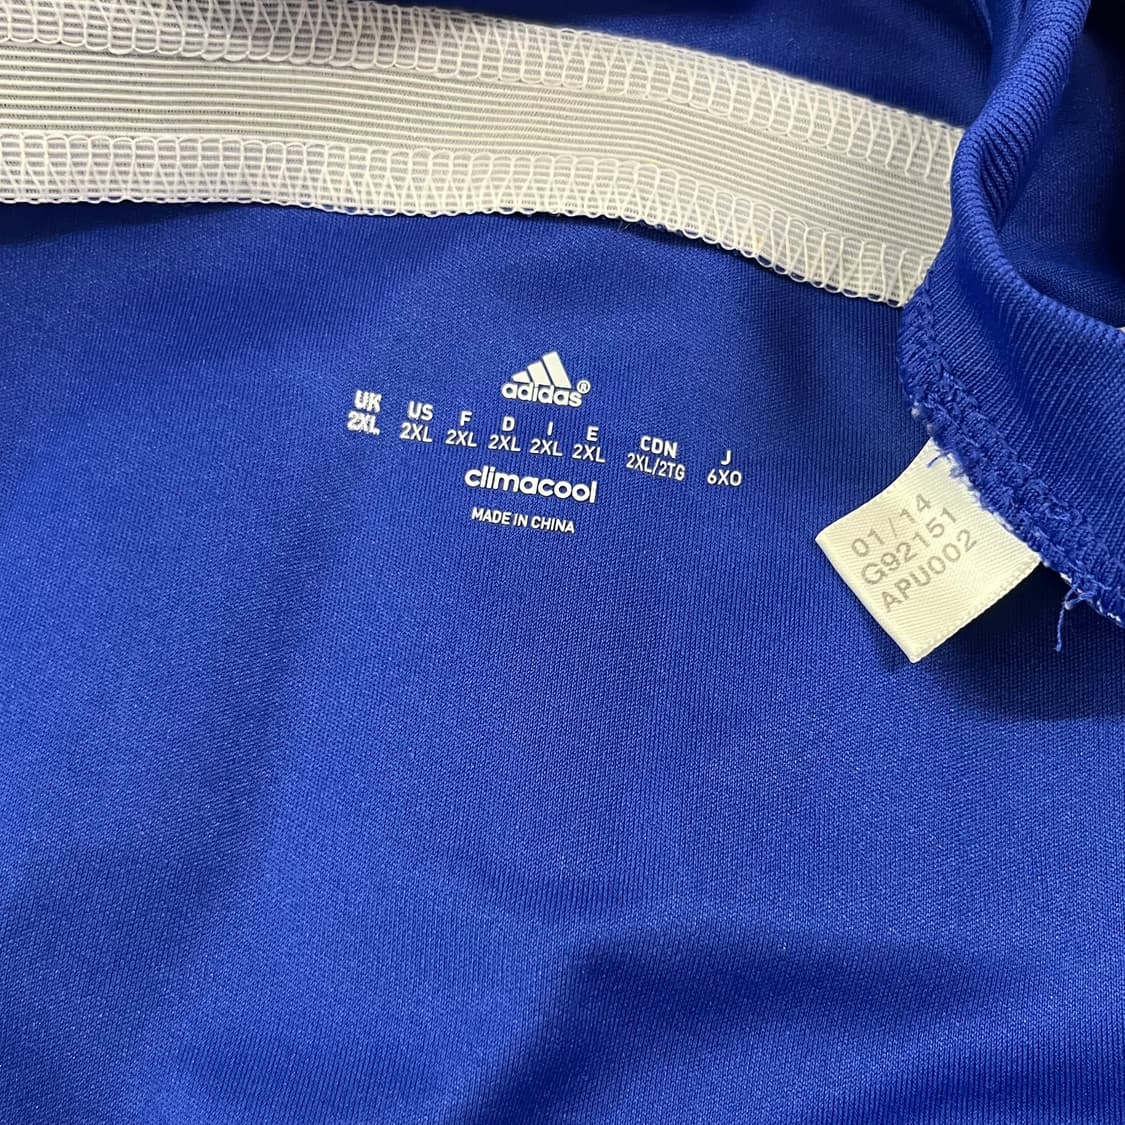 adidas®
UK US F D I E CDN J
2XL 2XL 2XL 2XL 2XL 2XL 2XL/2TG 6XO
climacool
MADE IN CHINA
01/14
G92151
APU002